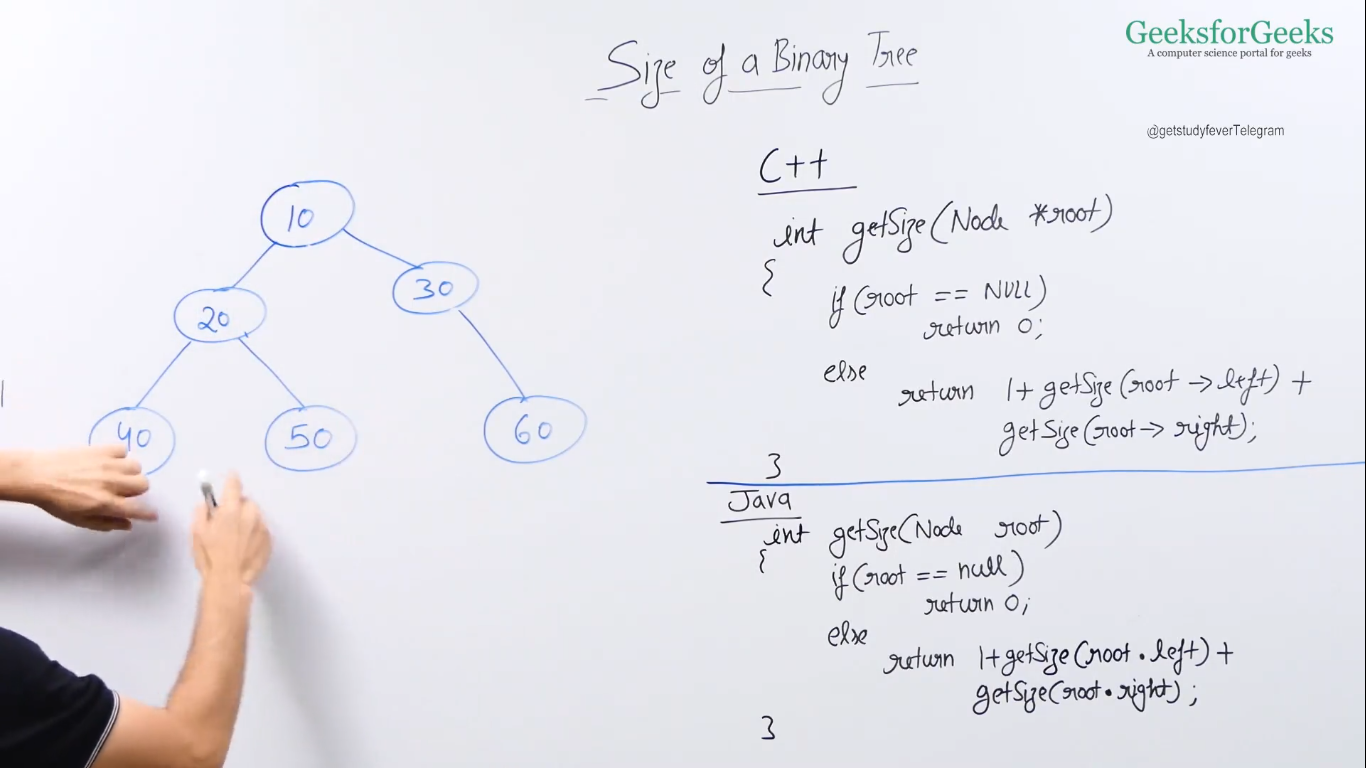 GeeksforGeeks
A computer science portal for geeks
@getstudyfeverTelegram
Size of a Binary Tree
10
20
30
40
50
60
C++
int getSize(Node *root)
{
if(root == NULL)
return 0;
else
return 1+ getSize(root->left) +
getSize(root-> right);
}
Java
int getSize(Node root)
{
if(root == null)
return 0;
else
return 1+getSize(root.left) +
getSize(root.right);
}